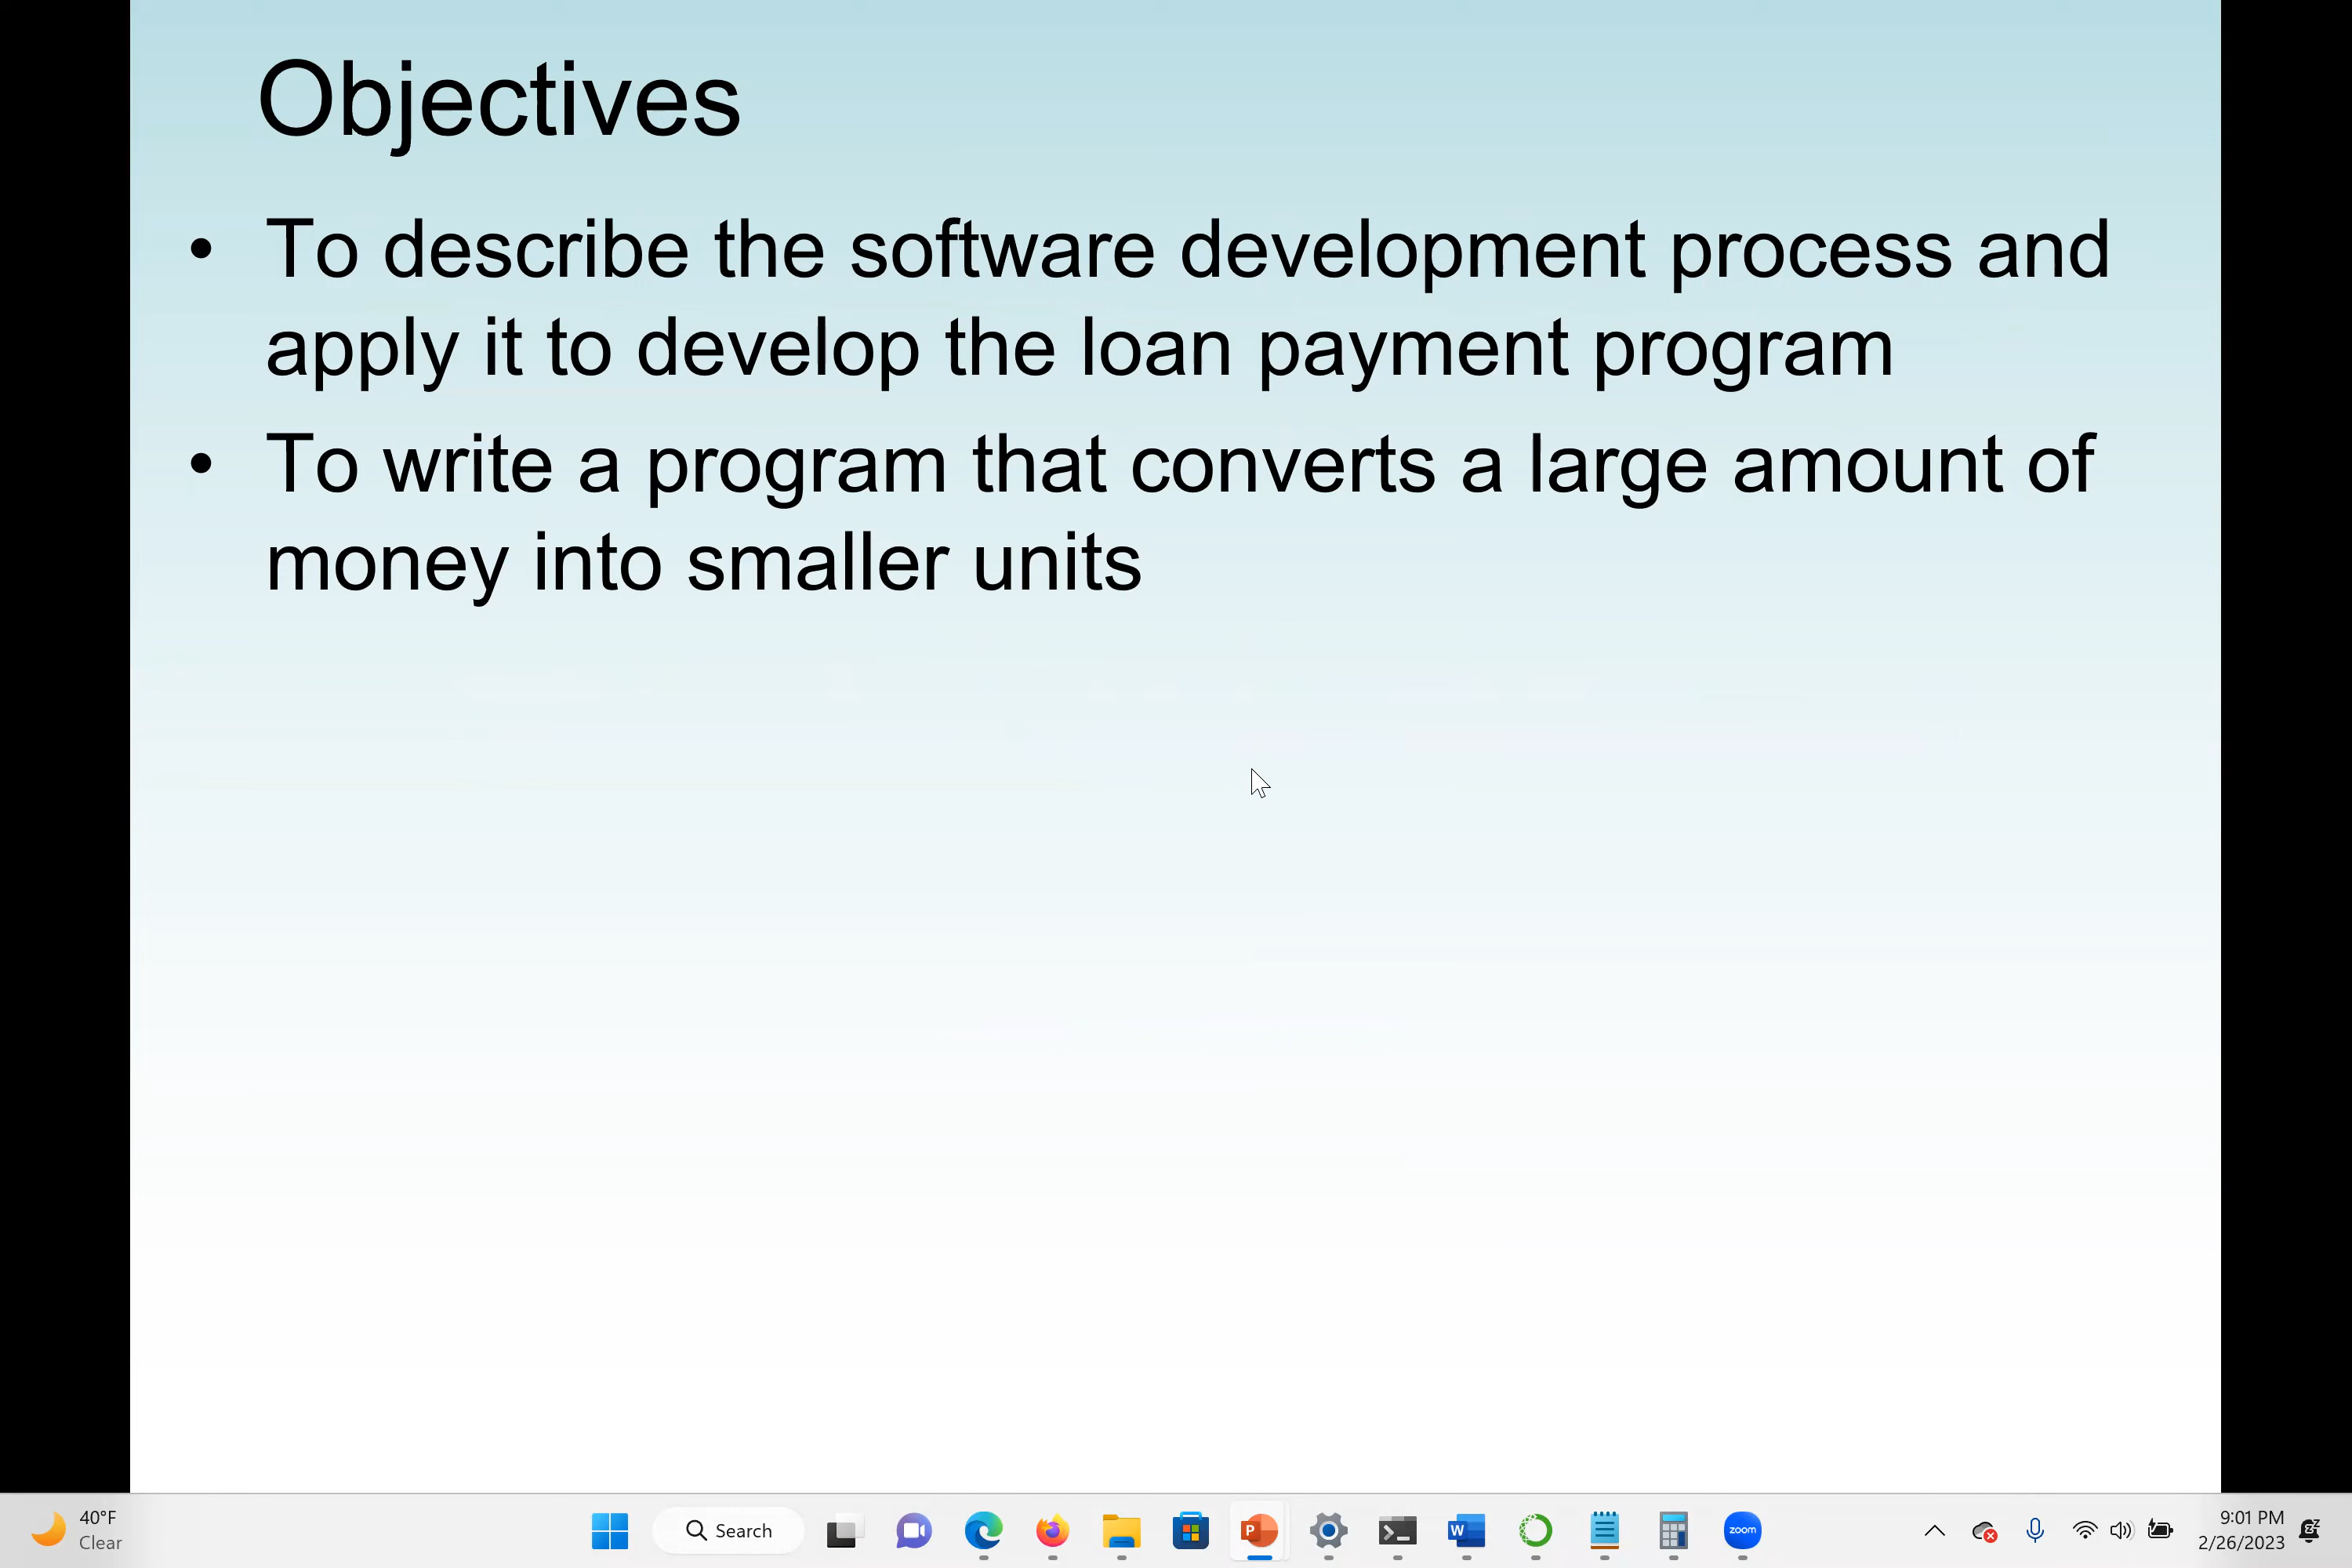 Objectives
• To describe the software development process and
apply it to develop the loan payment program
• To write a program that converts a large amount of
money into smaller units
40°F
Clear
Search
P
W
zoom
9:01 PM
2/26/2023